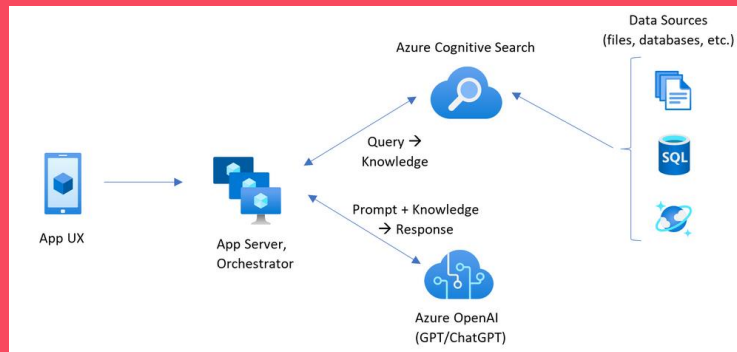 Data Sources
(files, databases, etc.)
Azure Cognitive Search
SQL
Query →
Knowledge
Prompt + Knowledge
→ Response
App UX
App Server,
Orchestrator
Azure OpenAI
(GPT/ChatGPT)